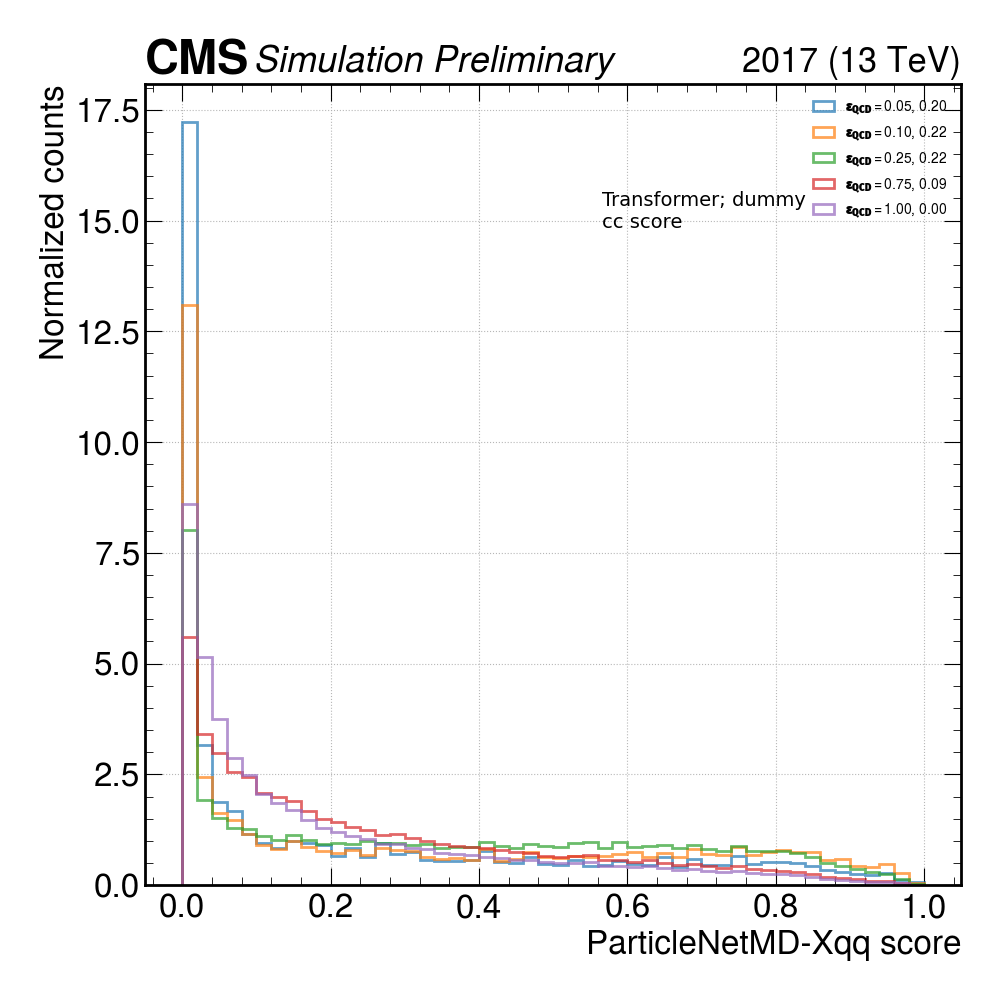 CMS Simulation Preliminary 2017 (13 TeV)
Normalized counts
17.5
15.0
12.5
10.0
7.5
5.0
2.5
0.0
εQCD = 0.05, 0.20
εQCD = 0.10, 0.22
εQCD = 0.25, 0.22
εQCD = 0.75, 0.09
εQCD = 1.00, 0.00
Transformer; dummy
cc score
0.0 0.2 0.4 0.6 0.8 1.0
ParticleNetMD-Xqq score